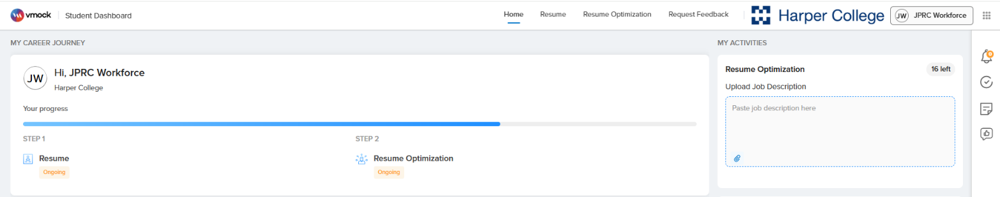 vmock
Student Dashboard
Home
Resume
Resume Optimization
Request Feedback
Harper College
JW
JPRC Workforce
MY CAREER JOURNEY
JW
Hi, JPRC Workforce
Harper College
Your progress
STEP 1
Resume
Ongoing
STEP 2
Resume Optimization
Ongoing
MY ACTIVITIES
Resume Optimization
16 left
Upload Job Description
Paste job description here
0